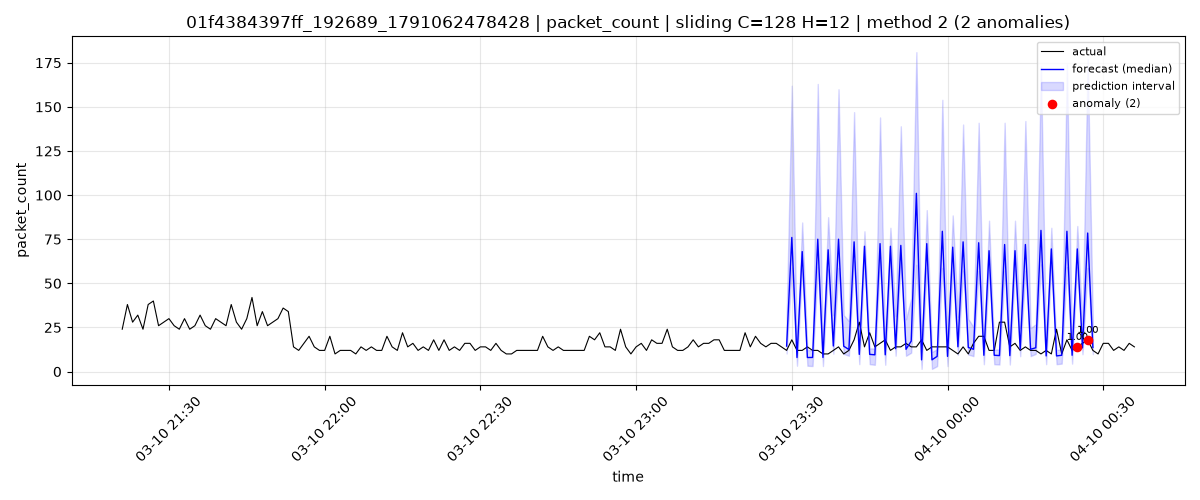 01f4384397ff_192689_1791062478428 | packet_count | sliding C=128 H=12 | method 2 (2 anomalies)
actual
forecast (median)
prediction interval
anomaly (2)
packet_count
175
150
125
100
75
50
25
0
1.00
1.00
03-10 21:30
03-10 22:00
03-10 22:30
03-10 23:00
03-10 23:30
04-10 00:00
04-10 00:30
time